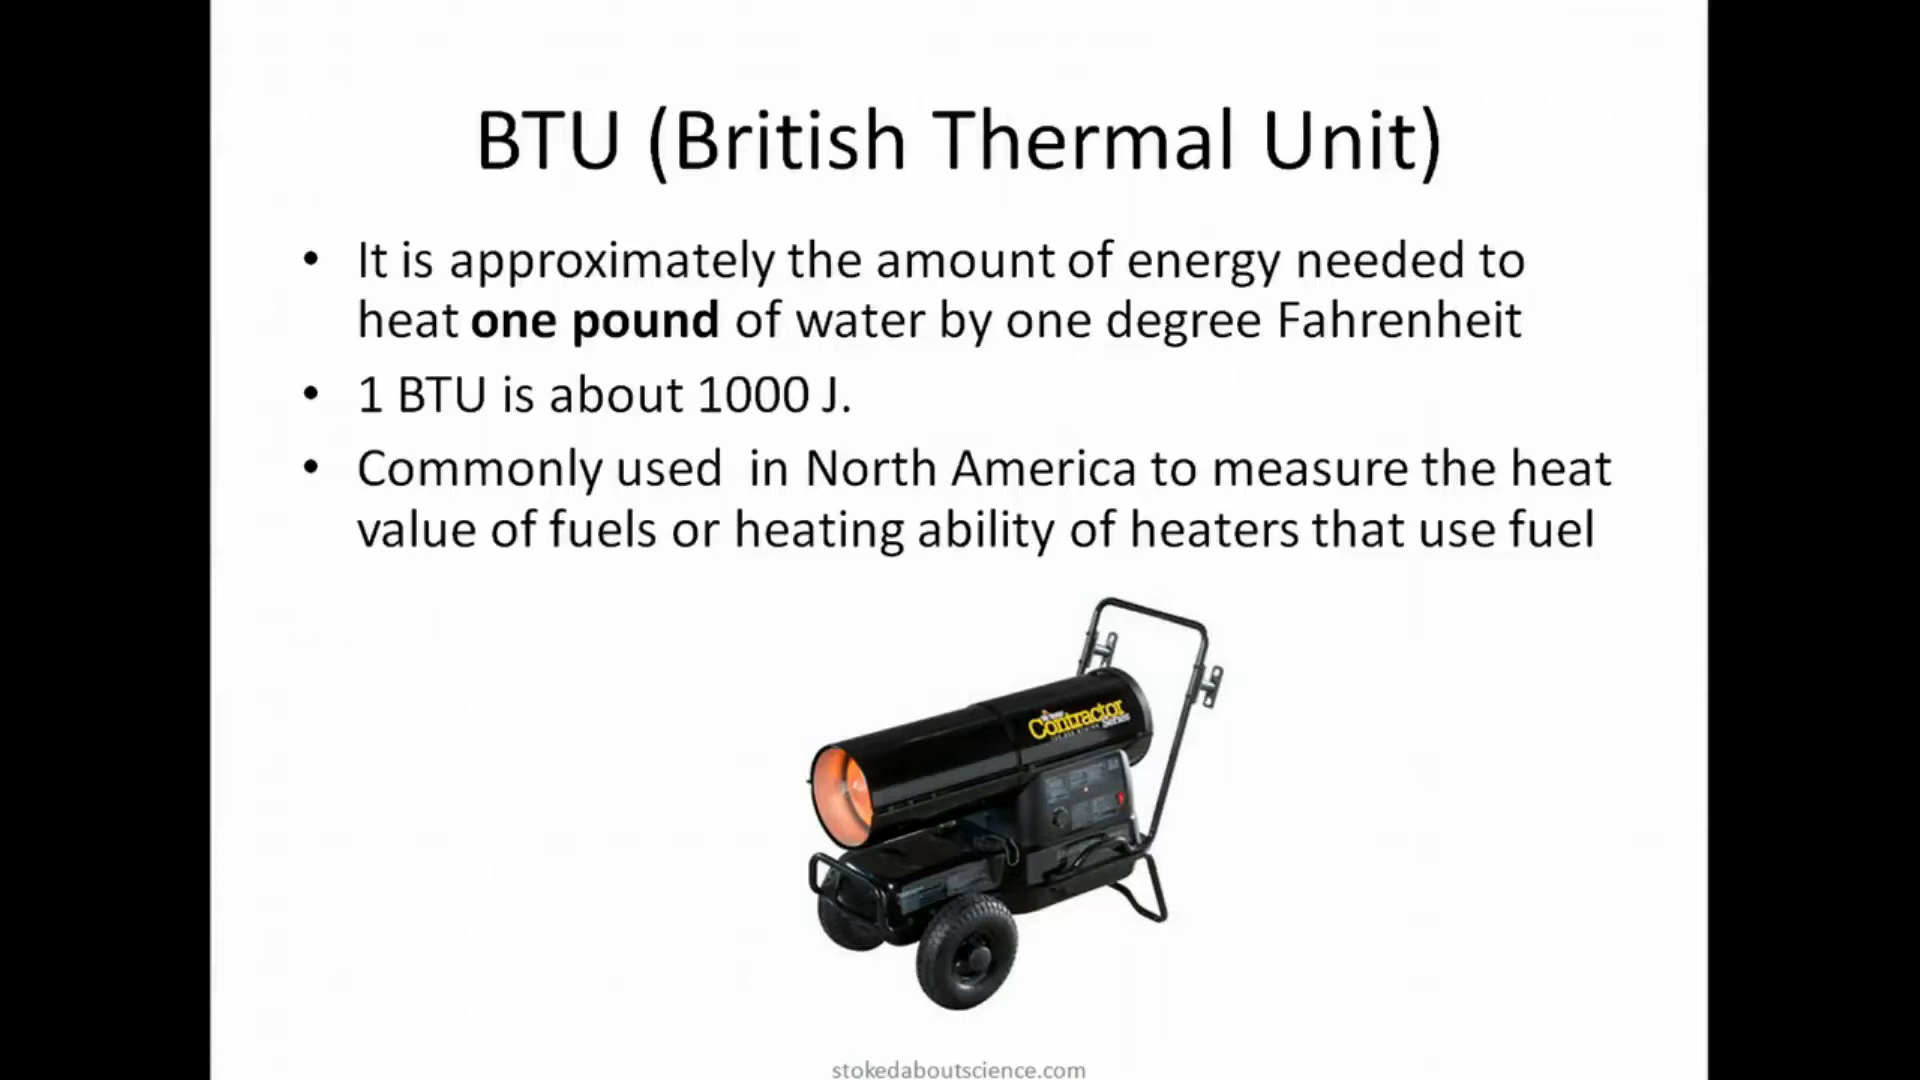 BTU (British Thermal Unit)
• It is approximately the amount of energy needed to
heat one pound of water by one degree Fahrenheit
• 1 BTU is about 1000 J.
• Commonly used in North America to measure the heat
value of fuels or heating ability of heaters that use fuel
Contractor
Series
stokedaboutscience.com